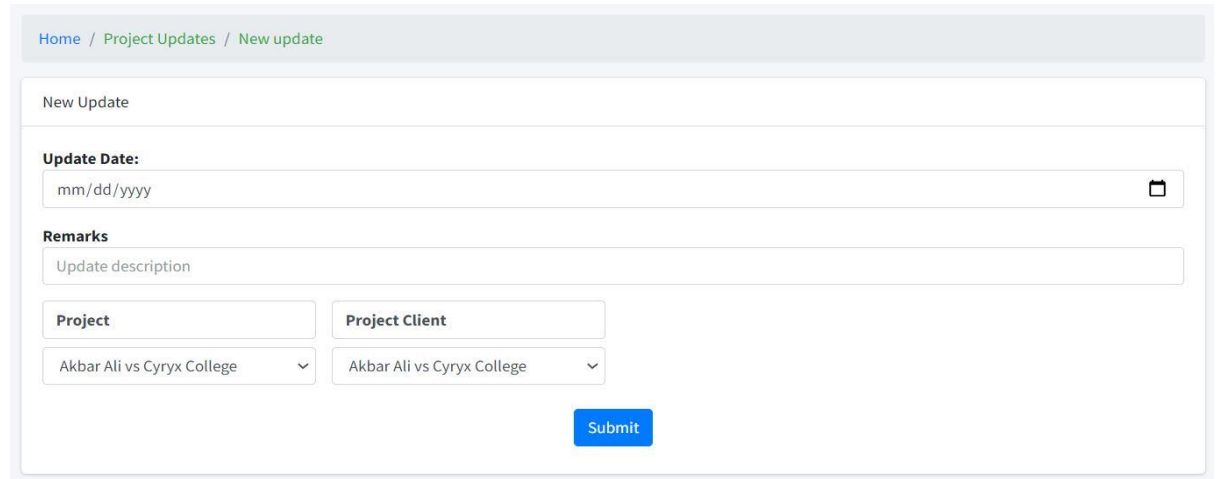 Home / Project Updates / New update
New Update
Update Date:
mm/dd/yyyy
Remarks
Update description
Project Project Client
Akbar Ali vs Cyryx College Akbar Ali vs Cyryx College
Submit